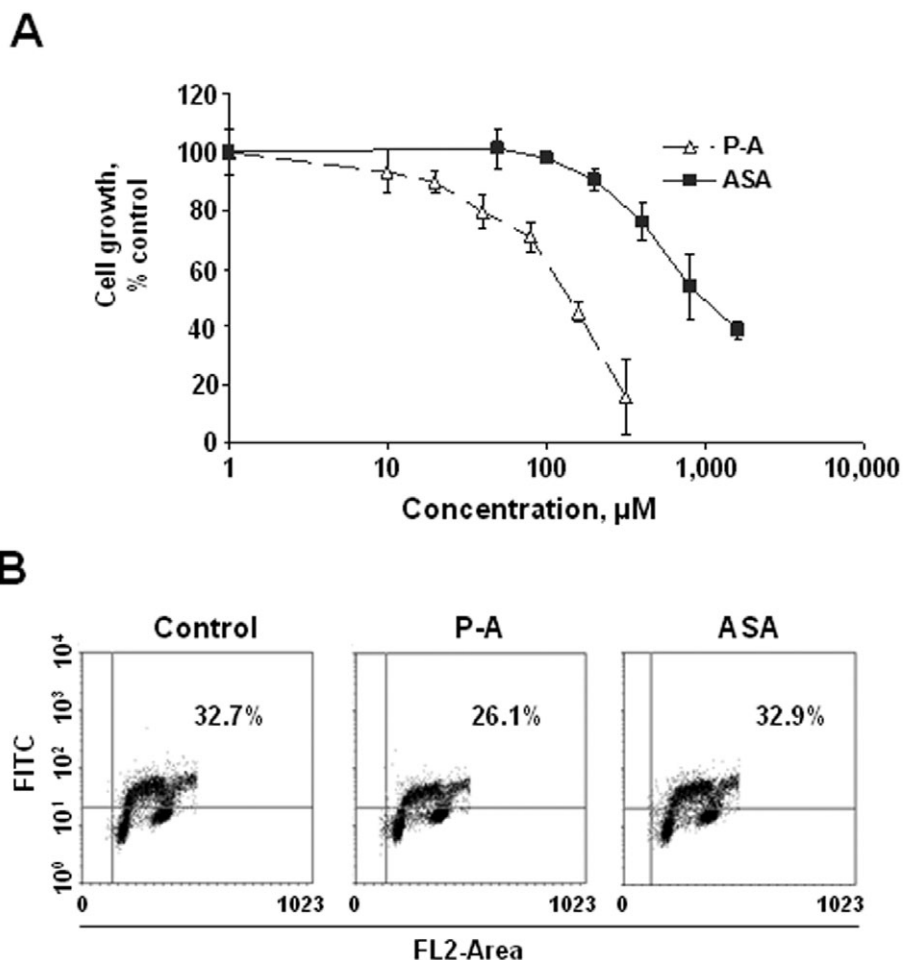 A
120
100
80
60
40
20
0
Cell growth,
% control
P-A
ASA
1 10 100 1,000 10,000
Concentration, µM
B
Control P-A ASA
FITC
10⁴
10³
10²
10¹
10⁰
32.7% 26.1% 32.9%
0 1023 0 1023 0 1023
FL2-Area